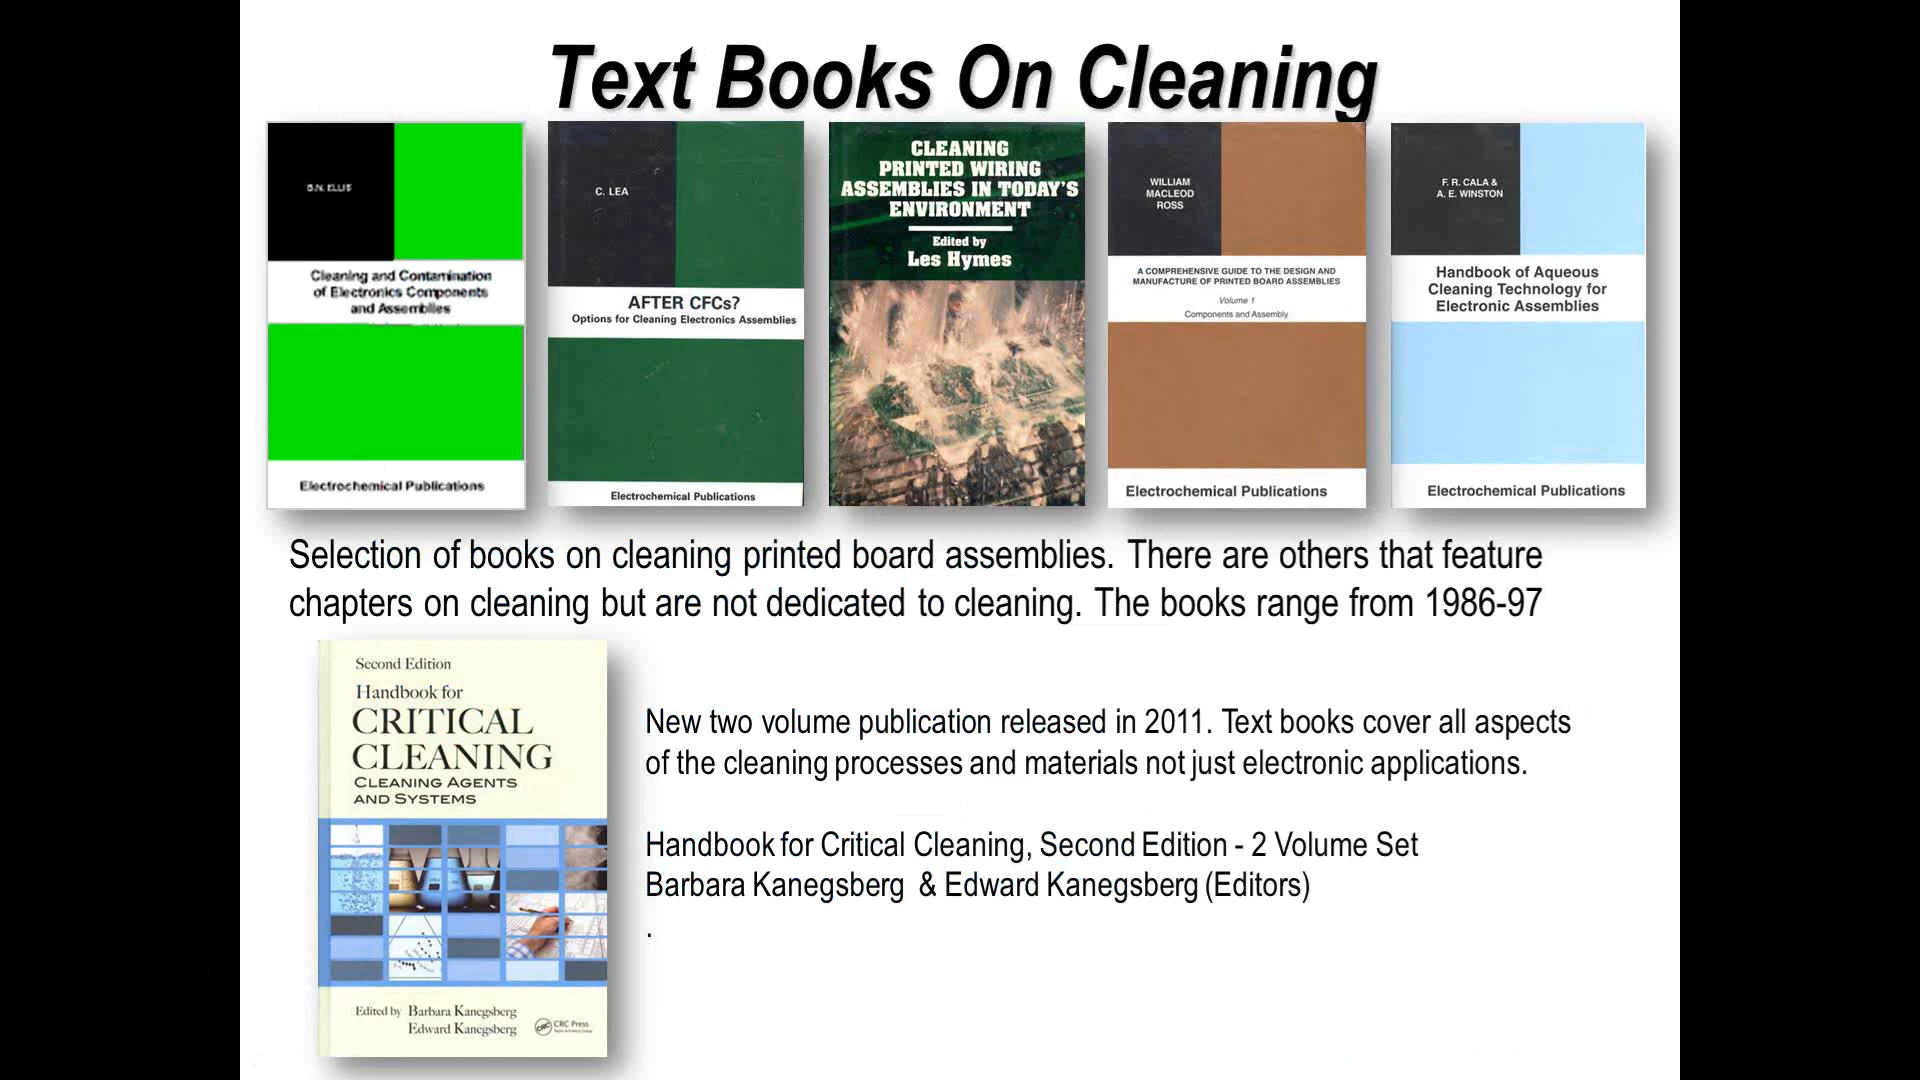 Text Books On Cleaning
B.N. ELLIS
Cleaning and Contamination
of Electronics Components
and Assemblies
Electrochemical Publications
C. LEA
AFTER CFCs?
Options for Cleaning Electronics Assemblies
Electrochemical Publications
CLEANING
PRINTED WIRING
ASSEMBLIES IN TODAY'S
ENVIRONMENT
Edited by
Les Hymes
WILLIAM
MACLEOD
ROSS
A COMPREHENSIVE GUIDE TO THE DESIGN AND
MANUFACTURE OF PRINTED BOARD ASSEMBLIES
Volume 1
Components and Assembly
Electrochemical Publications
F. R. CALA &
A. E. WINSTON
Handbook of Aqueous
Cleaning Technology for
Electronic Assemblies
Electrochemical Publications
Selection of books on cleaning printed board assemblies. There are others that feature
chapters on cleaning but are not dedicated to cleaning. The books range from 1986-97
Second Edition
Handbook for
CRITICAL
CLEANING
CLEANING AGENTS
AND SYSTEMS
Edited by Barbara Kanegsberg
Edward Kanegsberg
CRC CRC Press
Taylor & Francis Group
New two volume publication released in 2011. Text books cover all aspects
of the cleaning processes and materials not just electronic applications.
Handbook for Critical Cleaning, Second Edition - 2 Volume Set
Barbara Kanegsberg & Edward Kanegsberg (Editors)
.